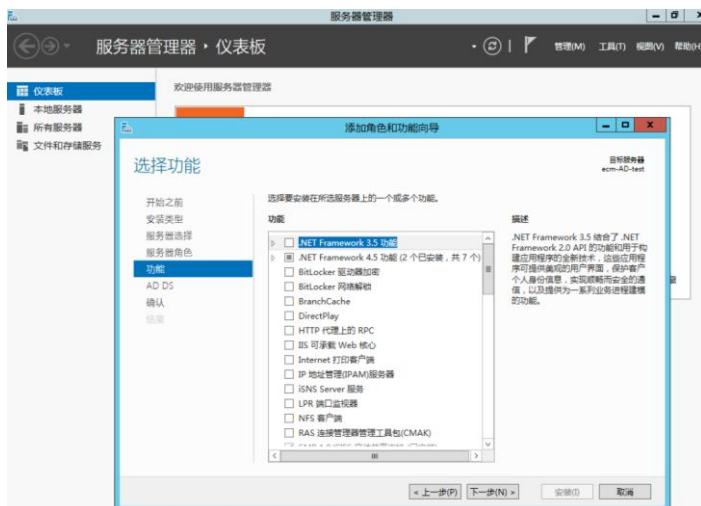 服务器管理器
服务器管理器 · 仪表板
管理(M) 工具(T) 视图(V) 帮助(H
仪表板
本地服务器
所有服务器
文件和存储服务
欢迎使用服务器管理器
添加角色和功能向导
选择功能
目标服务器
ecm-AD-test
开始之前
安装类型
服务器选择
服务器角色
功能
AD DS
确认
结果
选择要安装在所选服务器上的一个或多个功能。
功能
.NET Framework 3.5 功能
.NET Framework 4.5 功能 (2 个已安装，共 7 个)
BitLocker 驱动器加密
BitLocker 网络解锁
BranchCache
DirectPlay
HTTP 代理上的 RPC
IIS 可承载 Web 核心
Internet 打印客户端
IP 地址管理(IPAM)服务器
iSNS Server 服务
LPR 端口监视器
NFS 客户端
RAS 连接管理器管理工具包(CMAK)
描述
.NET Framework 3.5 结合了 .NET
Framework 2.0 API 的功能和用于构
建应用程序的全新技术，这些应用程
序可提供美观的用户界面，保护客户
个人身份信息，实现顺畅而安全的通
信，以及提供为一系列业务进程建模
的功能。
< 上一步(P)
下一步(N) >
安装(I)
取消